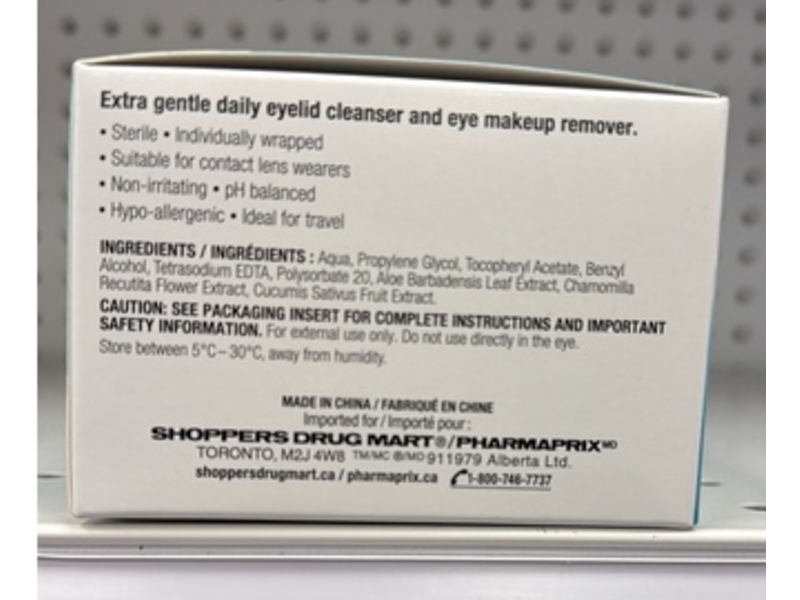 Extra gentle daily eyelid cleanser and eye makeup remover.
• Sterile • Individually wrapped
• Suitable for contact lens wearers
• Non-irritating • pH balanced
• Hypo-allergenic • Ideal for travel
INGREDIENTS / INGRÉDIENTS : Aqua, Propylene Glycol, Tocopheryl Acetate, Benzyl
Alcohol, Tetrasodium EDTA, Polysorbate 20, Aloe Barbadensis Leaf Extract, Chamomilla
Recutita Flower Extract, Cucumis Sativus Fruit Extract.
CAUTION: SEE PACKAGING INSERT FOR COMPLETE INSTRUCTIONS AND IMPORTANT
SAFETY INFORMATION. For external use only. Do not use directly in the eye.
Store between 5°C–30°C, away from humidity.
MADE IN CHINA / FABRIQUÉ EN CHINE
Imported for / Importé pour :
SHOPPERS DRUG MART®/PHARMAPRIX MD
TORONTO, M2J 4W8 TM/MC ®/MD 911979 Alberta Ltd.
shoppersdrugmart.ca / pharmaprix.ca 1-800-746-7737